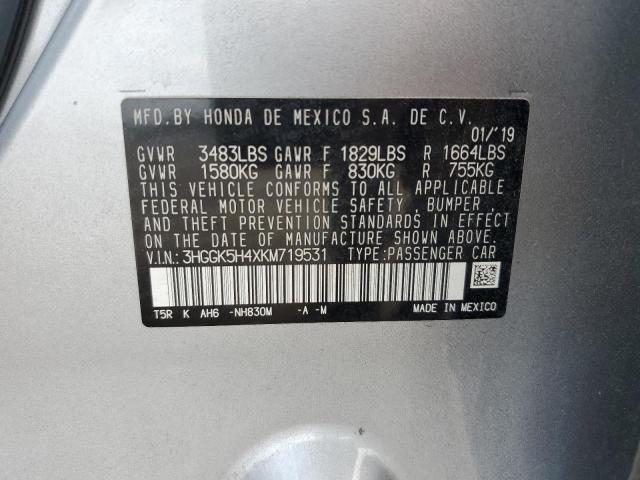 MFD. BY HONDA DE MEXICO S.A. DE C.V.
01/'19
GVWR 3483LBS GAWR F 1829LBS R 1664LBS
GVWR 1580KG GAWR F 830KG R 755KG
THIS VEHICLE CONFORMS TO ALL APPLICABLE
FEDERAL MOTOR VEHICLE SAFETY, BUMPER,
AND THEFT PREVENTION STANDARDS IN EFFECT
ON THE DATE OF MANUFACTURE SHOWN ABOVE.
V.I.N.: 3HGGK5H4XKM719531 TYPE:PASSENGER CAR
T5R K AH6 -NH830M -A -M MADE IN MEXICO